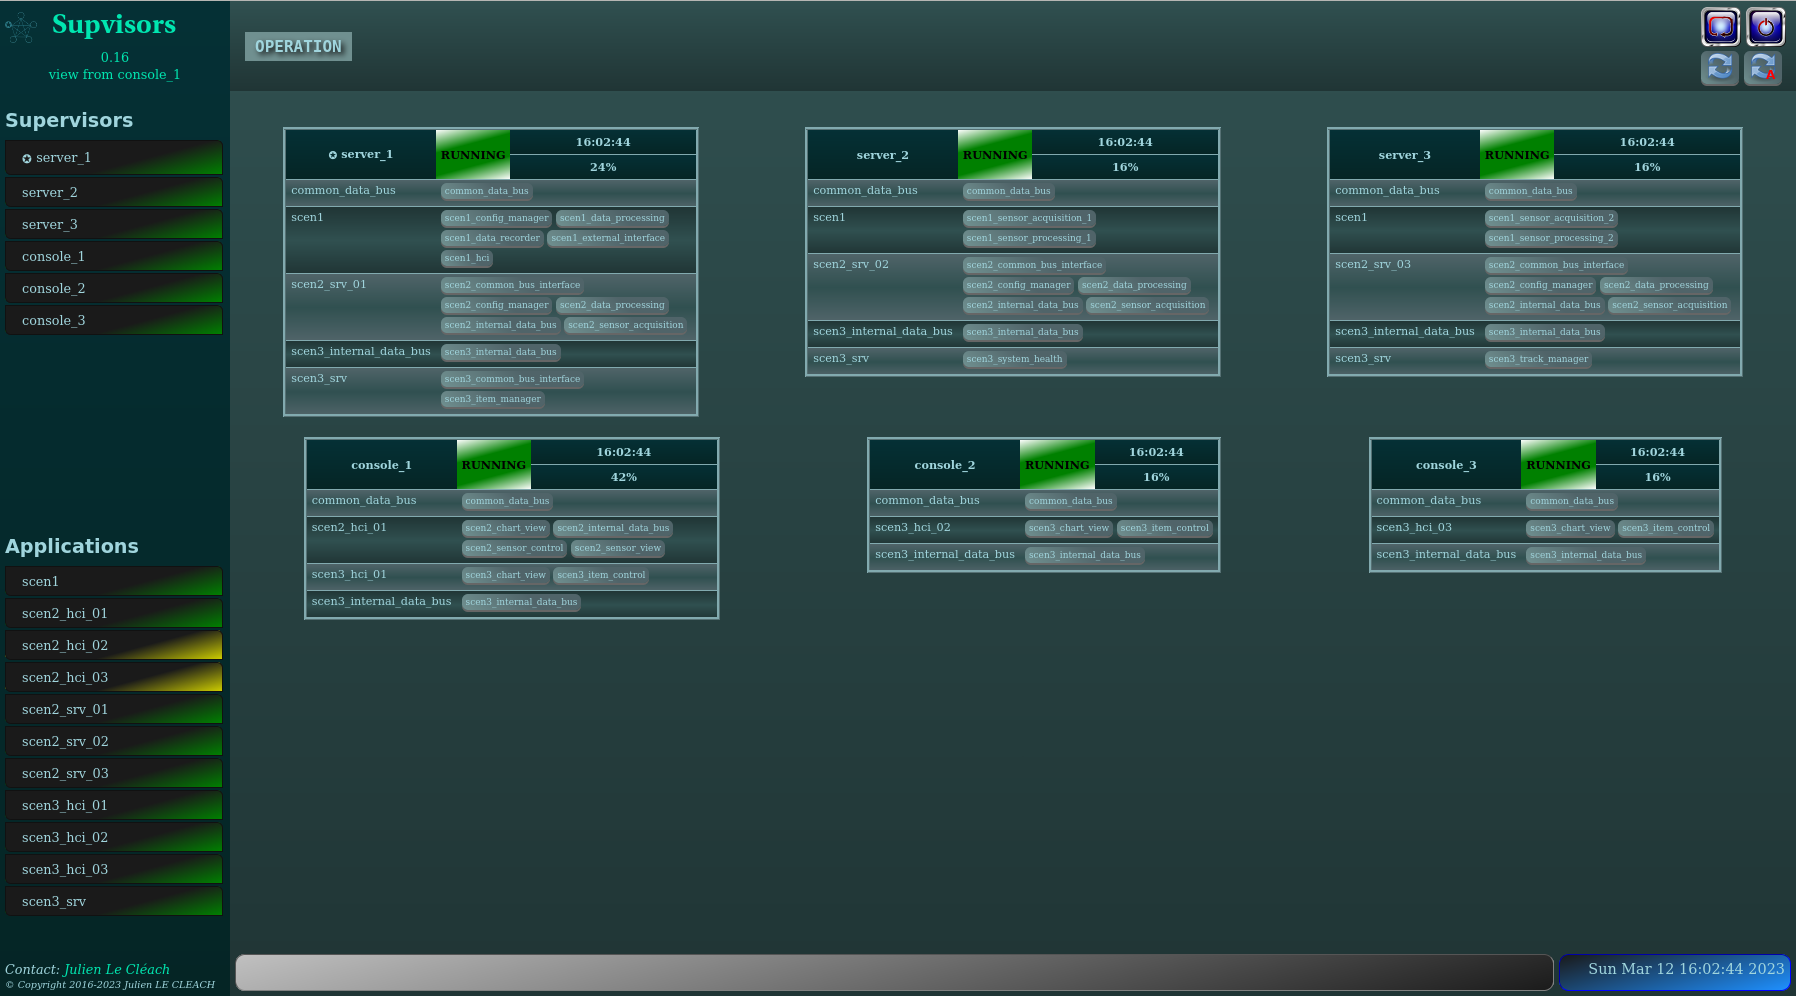 Supvisors
0.16
view from console_1
Supervisors
✪ server_1
server_2
server_3
console_1
console_2
console_3
Applications
scen1
scen2_hci_01
scen2_hci_02
scen2_hci_03
scen2_srv_01
scen2_srv_02
scen2_srv_03
scen3_hci_01
scen3_hci_02
scen3_hci_03
scen3_srv
Contact: Julien Le Cléach
© Copyright 2016-2023 Julien LE CLEACH
OPERATION
A
✪ server_1 RUNNING 16:02:44
24%
common_data_bus common_data_bus
scen1 scen1_config_manager scen1_data_processing
scen1_data_recorder scen1_external_interface
scen1_hci
scen2_srv_01 scen2_common_bus_interface
scen2_config_manager scen2_data_processing
scen2_internal_data_bus scen2_sensor_acquisition
scen3_internal_data_bus scen3_internal_data_bus
scen3_srv scen3_common_bus_interface
scen3_item_manager
server_2 RUNNING 16:02:44
16%
common_data_bus common_data_bus
scen1 scen1_sensor_acquisition_1
scen1_sensor_processing_1
scen2_srv_02 scen2_common_bus_interface
scen2_config_manager scen2_data_processing
scen2_internal_data_bus scen2_sensor_acquisition
scen3_internal_data_bus scen3_internal_data_bus
scen3_srv scen3_system_health
server_3 RUNNING 16:02:44
16%
common_data_bus common_data_bus
scen1 scen1_sensor_acquisition_2
scen1_sensor_processing_2
scen2_srv_03 scen2_common_bus_interface
scen2_config_manager scen2_data_processing
scen2_internal_data_bus scen2_sensor_acquisition
scen3_internal_data_bus scen3_internal_data_bus
scen3_srv scen3_track_manager
console_1 RUNNING 16:02:44
42%
common_data_bus common_data_bus
scen2_hci_01 scen2_chart_view scen2_internal_data_bus
scen2_sensor_control scen2_sensor_view
scen3_hci_01 scen3_chart_view scen3_item_control
scen3_internal_data_bus scen3_internal_data_bus
console_2 RUNNING 16:02:44
16%
common_data_bus common_data_bus
scen3_hci_02 scen3_chart_view scen3_item_control
scen3_internal_data_bus scen3_internal_data_bus
console_3 RUNNING 16:02:44
16%
common_data_bus common_data_bus
scen3_hci_03 scen3_chart_view scen3_item_control
scen3_internal_data_bus scen3_internal_data_bus
Sun Mar 12 16:02:44 2023